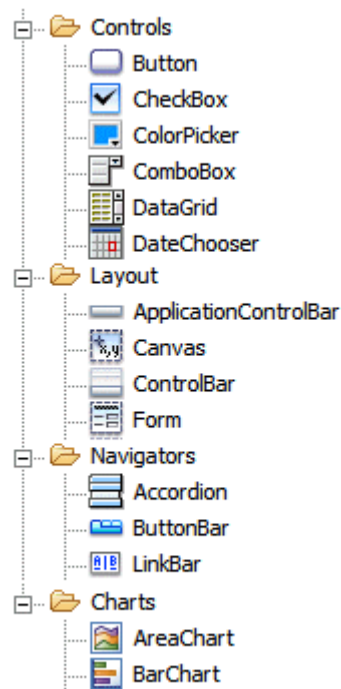 Controls
Button
CheckBox
ColorPicker
ComboBox
DataGrid
DateChooser
Layout
ApplicationControlBar
x,y Canvas
ControlBar
Form
Navigators
Accordion
ButtonBar
A|B LinkBar
Charts
AreaChart
BarChart